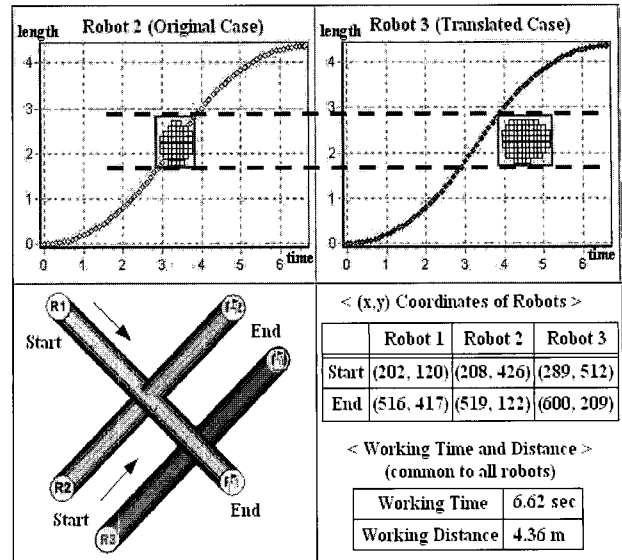 Robot 2 (Original Case)
length
4
3
2
1
0
0 1 2 3 4 5 6
time
Robot 3 (Translated Case)
length
4
3
2
1
0
0 1 2 3 4 5 6
time
R1
Start
End
R2
Start
End
R3
< (x,y) Coordinates of Robots >
Robot 1 Robot 2 Robot 3
Start (202, 120) (208, 426) (289, 512)
End (516, 417) (519, 122) (600, 209)
< Working Time and Distance >
(common to all robots)
Working Time 6.62 sec
Working Distance 4.36 m